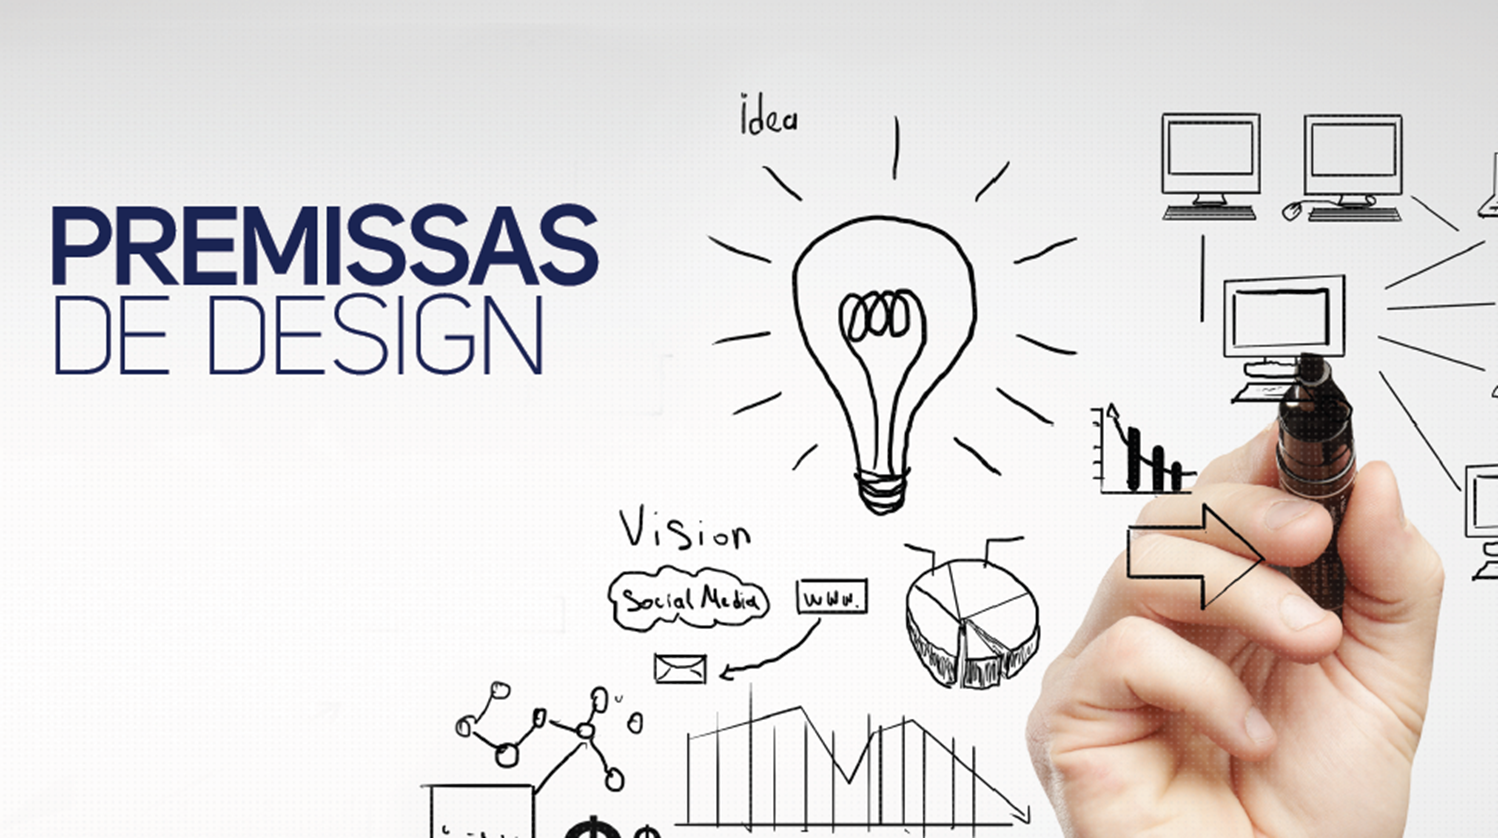 PREMISSAS
DE DESIGN
idea
Vision
Social Media
www.